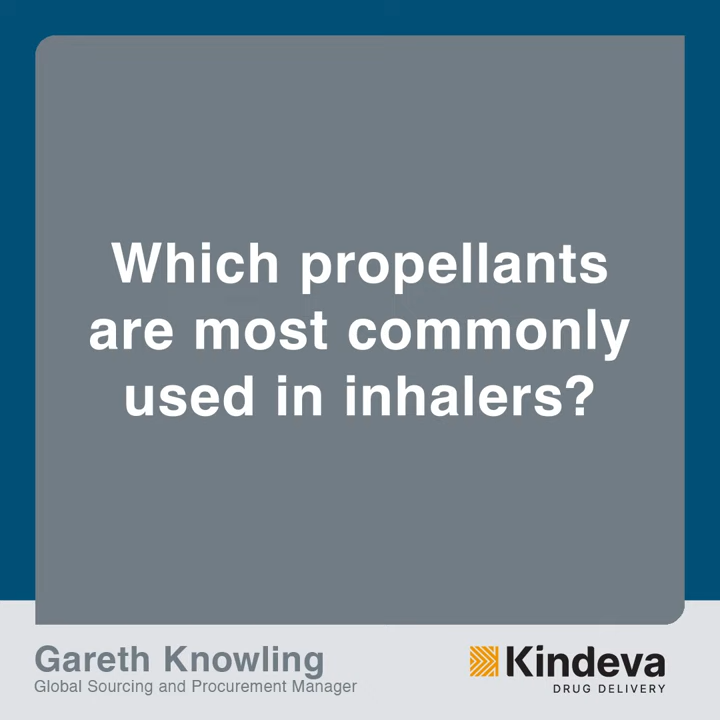 Which propellants
are most commonly
used in inhalers?
Gareth Knowling
Global Sourcing and Procurement Manager
Kindeva
DRUG DELIVERY